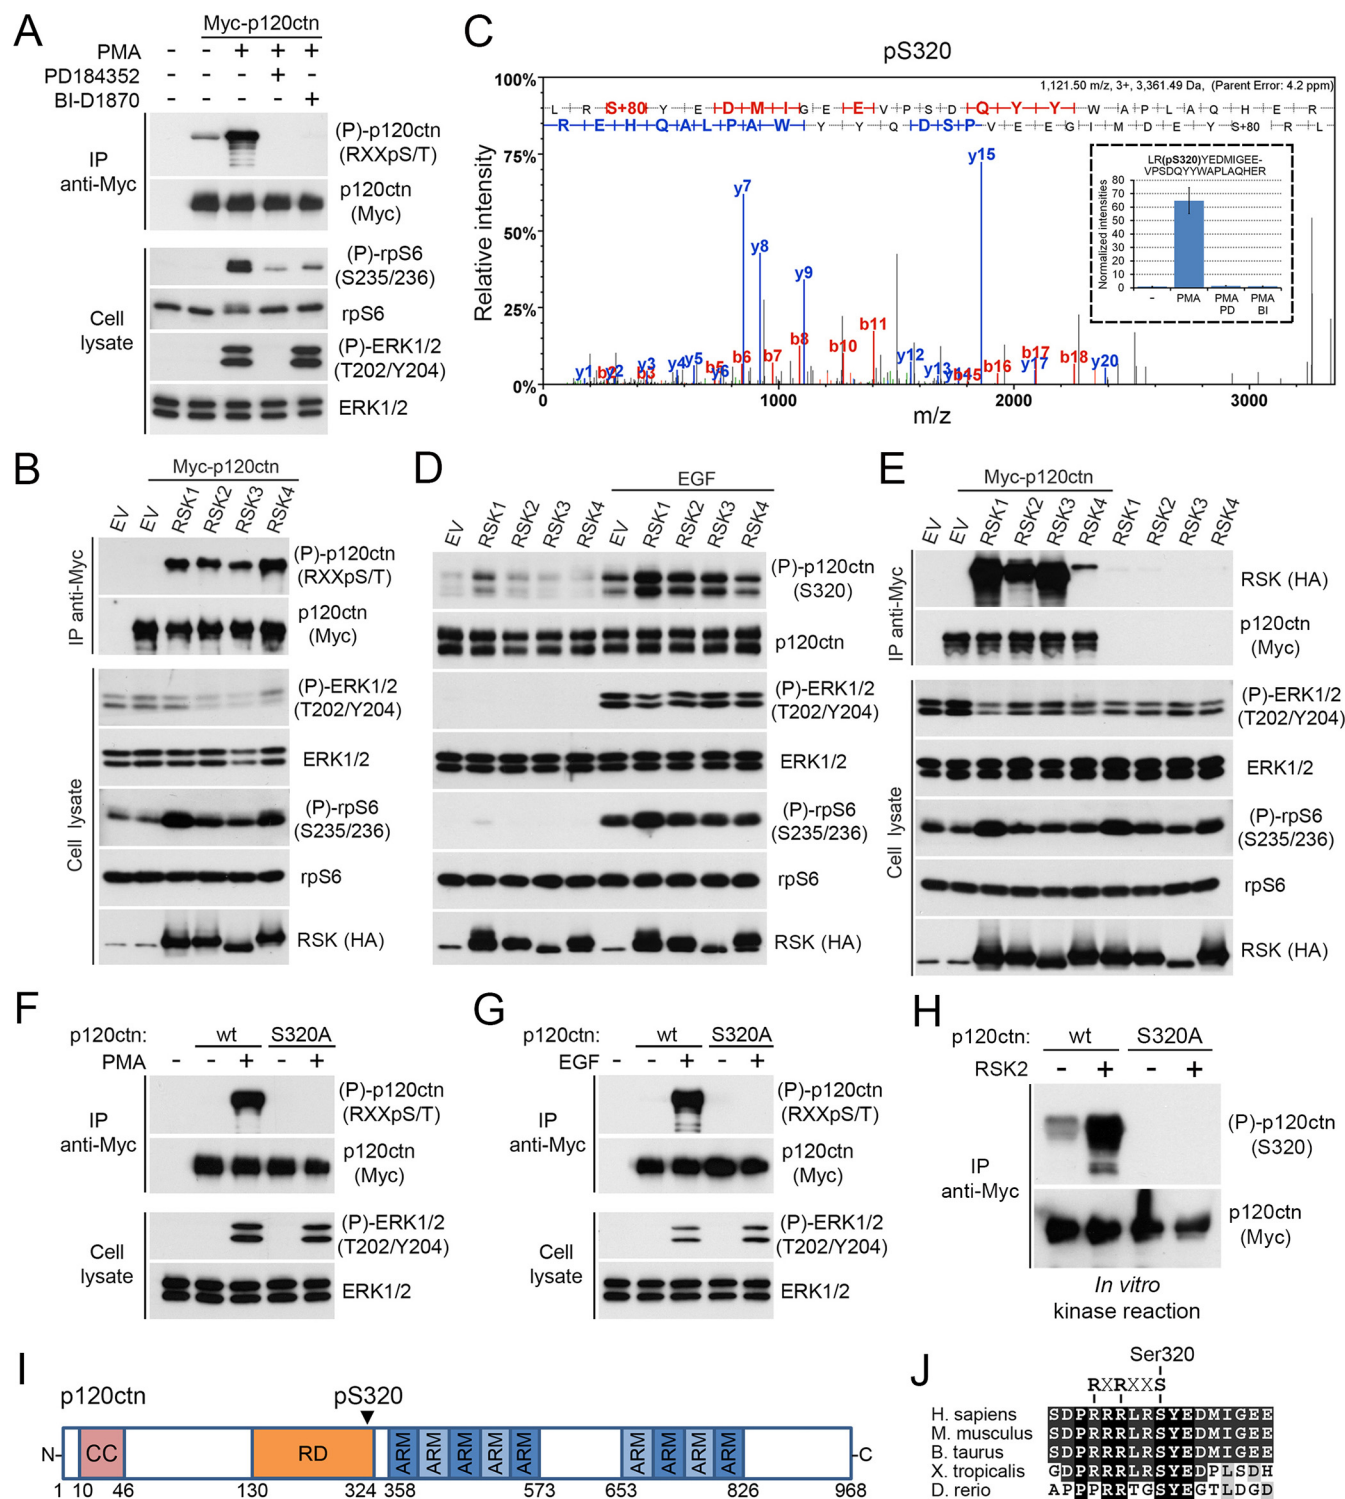 A
Myc-p120ctn
PMA - - + + +
PD184352 - - - + -
BI-D1870 - - - - +
IP
anti-Myc
(P)-p120ctn
(RXXpS/T)
p120ctn
(Myc)
Cell
lysate
(P)-rpS6
(S235/236)
rpS6
(P)-ERK1/2
(T202/Y204)
ERK1/2
C
pS320
1,121.50 m/z, 3+, 3,361.49 Da, (Parent Error: 4.2 ppm)
L R S+80 Y E D M I G E E V P S D Q Y Y W A P L A Q H E R
R E H Q A L P A W Y Y Q D S P V E E G I M D E Y S+80 R L
Relative intensity
100%
75%
50%
25%
0%
0 1000 2000 3000
m/z
y1 b2 y2 y3 b3 y4 y5 b5 y6 b6 y7 y8 b7 b8 y9 b10 b11 y12 y13 b15 y15 b16 b17 y17 b18 y20
LR(pS320)YEDMIGEE-
VPSDQYYWAPLAQHER
Normalized intensities
80
70
60
50
40
30
20
10
0
- PMA PMA PMA
PD BI
B
Myc-p120ctn
EV EV RSK1 RSK2 RSK3 RSK4
IP anti-Myc
(P)-p120ctn
(RXXpS/T)
p120ctn
(Myc)
Cell lysate
(P)-ERK1/2
(T202/Y204)
ERK1/2
(P)-rpS6
(S235/236)
rpS6
RSK (HA)
D
EGF
EV RSK1 RSK2 RSK3 RSK4 EV RSK1 RSK2 RSK3 RSK4
(P)-p120ctn
(S320)
p120ctn
(P)-ERK1/2
(T202/Y204)
ERK1/2
(P)-rpS6
(S235/236)
rpS6
RSK (HA)
E
Myc-p120ctn
EV EV RSK1 RSK2 RSK3 RSK4 RSK1 RSK2 RSK3 RSK4
IP anti-Myc
RSK (HA)
p120ctn
(Myc)
Cell lysate
(P)-ERK1/2
(T202/Y204)
ERK1/2
(P)-rpS6
(S235/236)
rpS6
RSK (HA)
F
p120ctn: wt S320A
PMA - - + - +
IP
anti-Myc
(P)-p120ctn
(RXXpS/T)
p120ctn
(Myc)
Cell
lysate
(P)-ERK1/2
(T202/Y204)
ERK1/2
G
p120ctn: wt S320A
EGF - - + - +
IP
anti-Myc
(P)-p120ctn
(RXXpS/T)
p120ctn
(Myc)
Cell
lysate
(P)-ERK1/2
(T202/Y204)
ERK1/2
H
p120ctn: wt S320A
RSK2 - + - +
IP
anti-Myc
(P)-p120ctn
(S320)
p120ctn
(Myc)
In vitro
kinase reaction
I
p120ctn pS320
N- CC RD ARM ARM ARM ARM ARM ARM ARM ARM ARM -C
1 10 46 130 324 358 573 653 826 968
J
Ser320
RXRXXS
H. sapiens SDPRRRLRSYEDMIGEE
M. musculus SDPRRRLRSYEDMIGEE
B. taurus SDPRRRLRSYEDMIGEE
X. tropicalis GDPRRRLRSYEDPLSDH
D. rerio APPPRRTGSYEGTLDGD